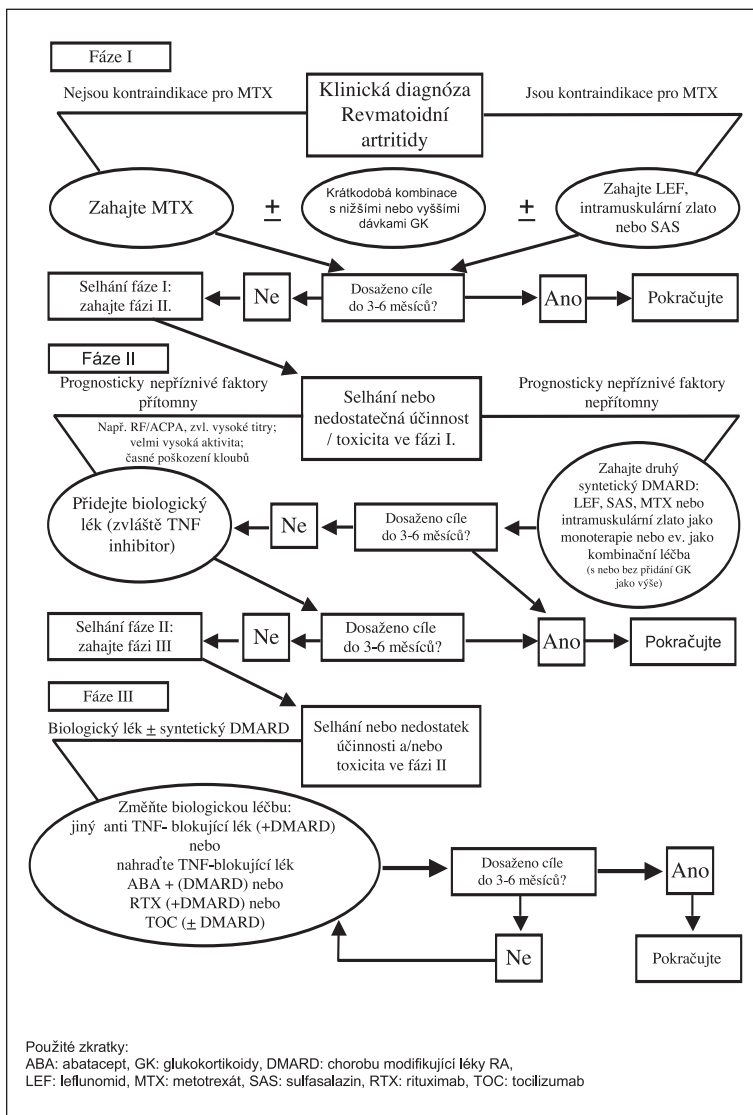 Fáze I
Nejsou kontraindikace pro MTX
Klinická diagnóza
Revmatoidní
artritidy
Jsou kontraindikace pro MTX
Zahajte MTX
±
Krátkodobá kombinace
s nižšími nebo vyššími
dávkami GK
±
Zahajte LEF,
intramuskulární zlato
nebo SAS
Selhání fáze I:
zahajte fázi II.
Ne
Dosaženo cíle
do 3-6 měsíců?
Ano
Pokračujte
Fáze II
Prognosticky nepříznivé faktory
přítomny
Např. RF/ACPA, zvl. vysoké titry;
velmi vysoká aktivita;
časné poškození kloubů
Selhání nebo
nedostatečná účinnost
/ toxicita ve fázi I.
Prognosticky nepříznivé faktory
nepřítomny
Přidejte biologický
lék (zvláště TNF
inhibitor)
Ne
Dosaženo cíle
do 3-6 měsíců?
Zahajte druhý
syntetický DMARD:
LEF, SAS, MTX nebo
intramuskulární zlato jako
monoterapie nebo ev. jako
kombinační léčba
(s nebo bez přidání GK
jako výše)
Selhání fáze II:
zahajte fázi III
Ne
Dosaženo cíle
do 3-6 měsíců?
Ano
Pokračujte
Fáze III
Biologický lék ± syntetický DMARD
Selhání nebo nedostatek
účinnosti a/nebo
toxicita ve fázi II
Změňte biologickou léčbu:
jiný anti TNF- blokující lék (+DMARD)
nebo
nahraďte TNF-blokující lék
ABA + (DMARD) nebo
RTX (+DMARD) nebo
TOC (± DMARD)
Dosaženo cíle
do 3-6 měsíců?
Ano
Ne
Pokračujte
Použité zkratky:
ABA: abatacept, GK: glukokortikoidy, DMARD: chorobu modifikující léky RA,
LEF: leflunomid, MTX: metotrexát, SAS: sulfasalazin, RTX: rituximab, TOC: tocilizumab